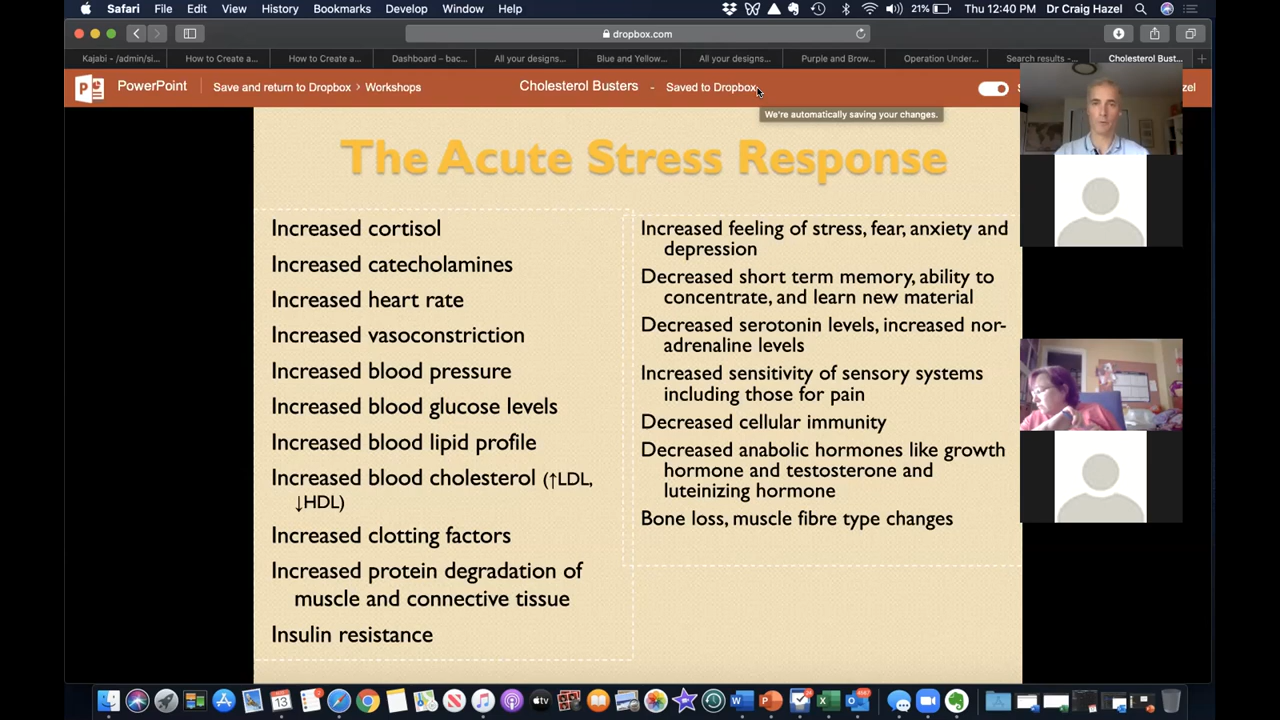 Safari File Edit View History Bookmarks Develop Window Help 21% Thu 12:40 PM Dr Craig Hazel
dropbox.com
Kajabi - /admin/si... How to Create a... How to Create a... Dashboard – bac... All your designs... Blue and Yellow... All your designs... Purple and Brow... Operation Under... Search results -... Cholesterol Bust...
PowerPoint Save and return to Dropbox > Workshops Cholesterol Busters - Saved to Dropbox
We're automatically saving your changes.
The Acute Stress Response
Increased cortisol
Increased catecholamines
Increased heart rate
Increased vasoconstriction
Increased blood pressure
Increased blood glucose levels
Increased blood lipid profile
Increased blood cholesterol (↑LDL,
↓HDL)
Increased clotting factors
Increased protein degradation of
muscle and connective tissue
Insulin resistance
Increased feeling of stress, fear, anxiety and
depression
Decreased short term memory, ability to
concentrate, and learn new material
Decreased serotonin levels, increased nor-
adrenaline levels
Increased sensitivity of sensory systems
including those for pain
Decreased cellular immunity
Decreased anabolic hormones like growth
hormone and testosterone and
luteinizing hormone
Bone loss, muscle fibre type changes